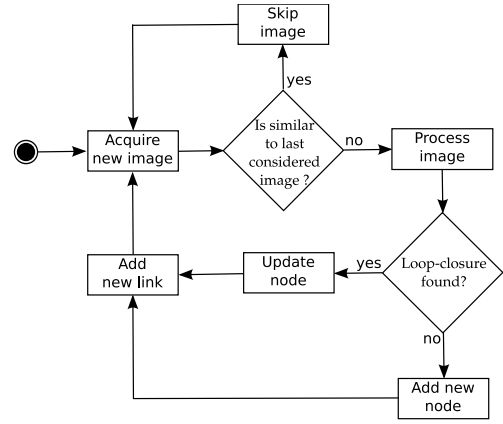 Skip
image
yes
Acquire
new image
Is similar
to last
considered
image ?
no
Process
image
Add
new link
Update
node
yes
Loop-closure
found?
no
Add new
node